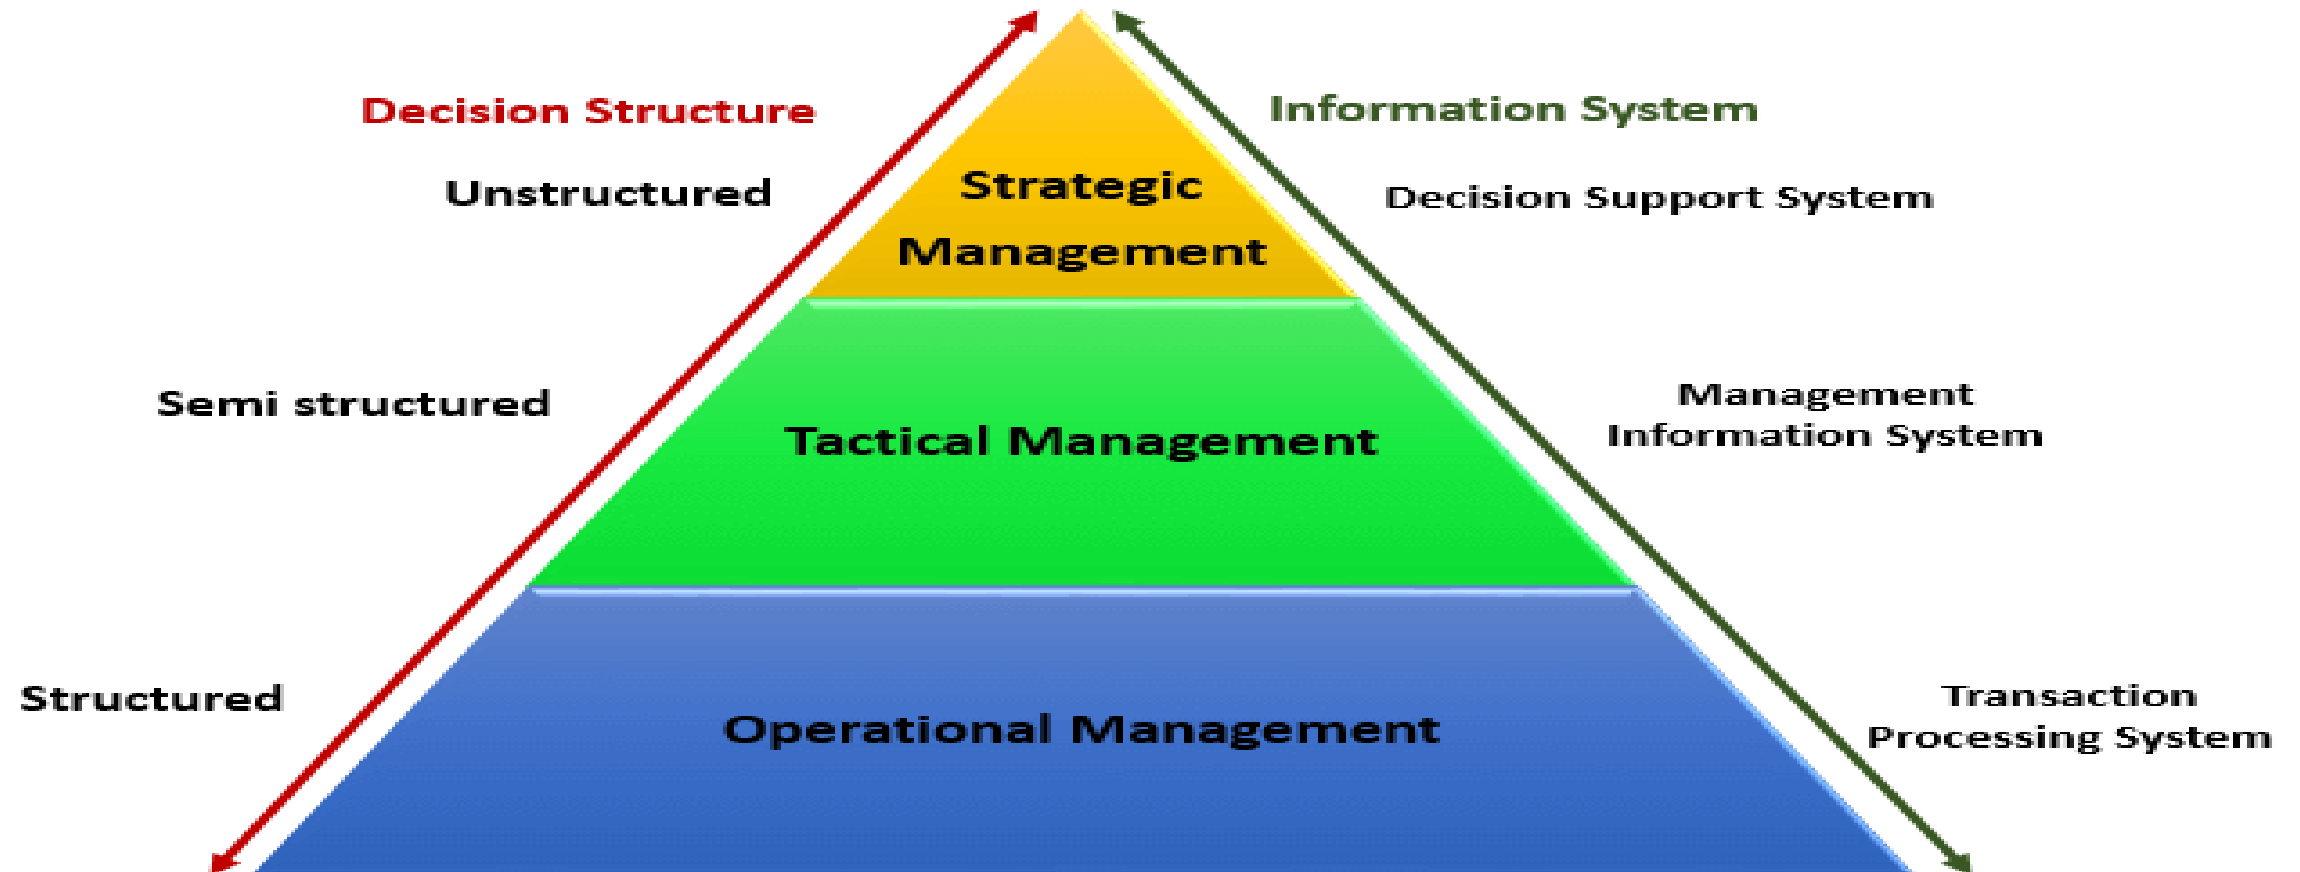 Decision Structure
Information System
Unstructured
Strategic
Management
Decision Support System
Semi structured
Tactical Management
Management
Information System
Structured
Operational Management
Transaction
Processing System